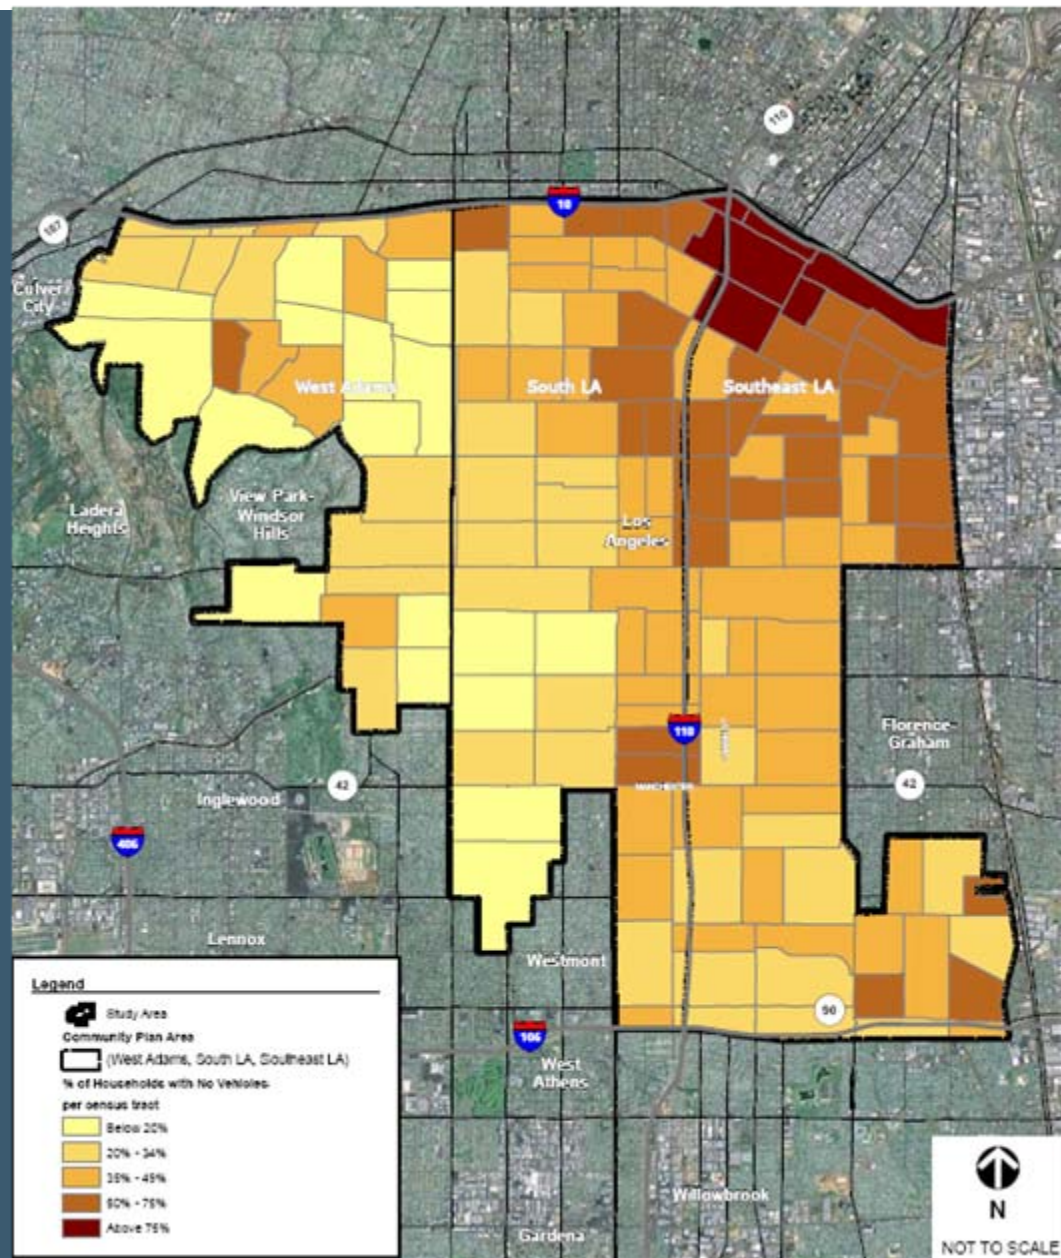 110
10
187
Culver
City
West Adams
South LA
Southeast LA
Ladera
Heights
View Park-
Windsor
Hills
Los
Angeles
110
Florence-
Graham
42
42
MANCHESTER
Inglewood
405
Lennox
Westmont
90
105
West
Athens
Willowbrook
Gardena
Legend
Study Area
Community Plan Area
(West Adams, South LA, Southeast LA)
% of Households with No Vehicles
per census tract
Below 20%
20% - 34%
35% - 49%
50% - 75%
Above 75%
N
NOT TO SCALE